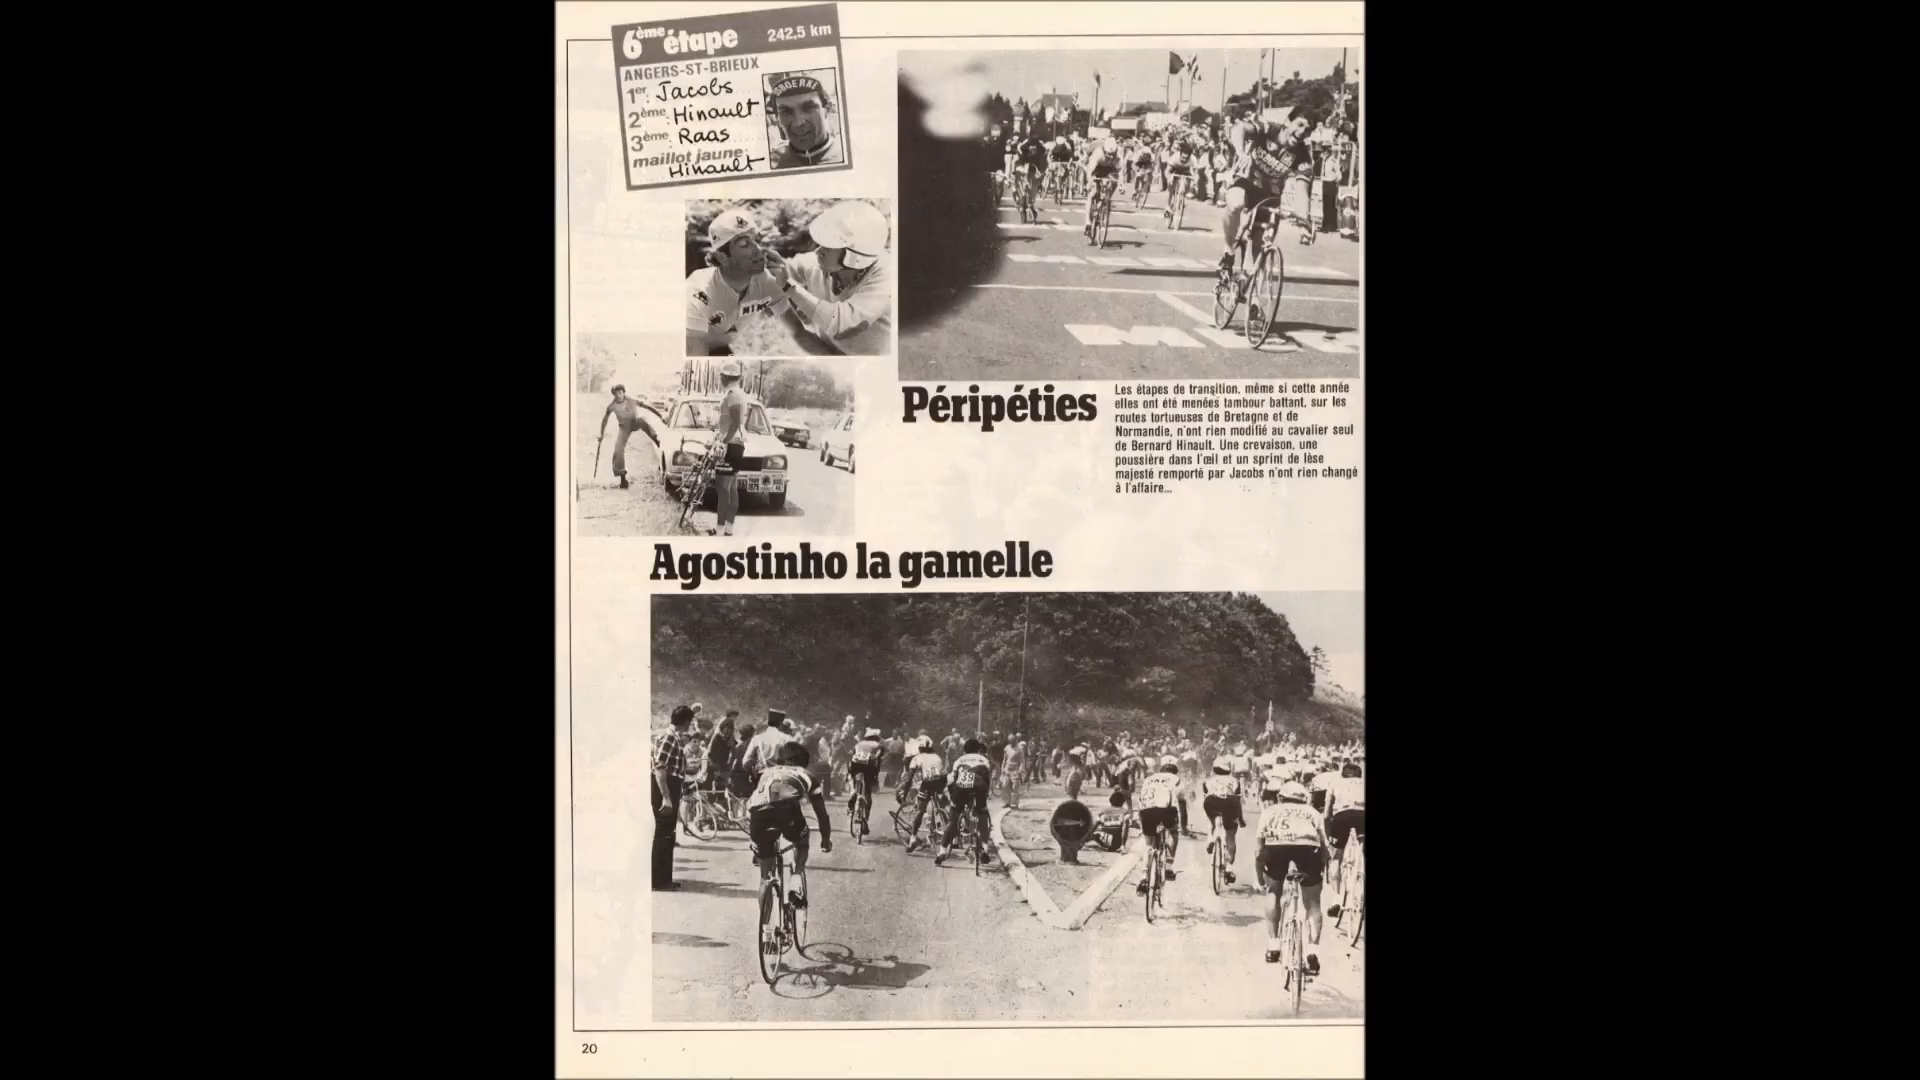 6ème étape 242,5 km
ANGERS-ST-BRIEUX
1er: Jacobs
2ème: Hinault
3ème: Raas
maillot jaune:
Hinault
Péripéties
Les étapes de transition, même si cette année
elles ont été menées tambour battant, sur les
routes tortueuses de Bretagne et de
Normandie, n'ont rien modifié au cavalier seul
de Bernard Hinault. Une crevaison, une
poussière dans l'œil et un sprint de lèse
majesté remporté par Jacobs n'ont rien changé
à l'affaire...
Agostinho la gamelle
39
15
20